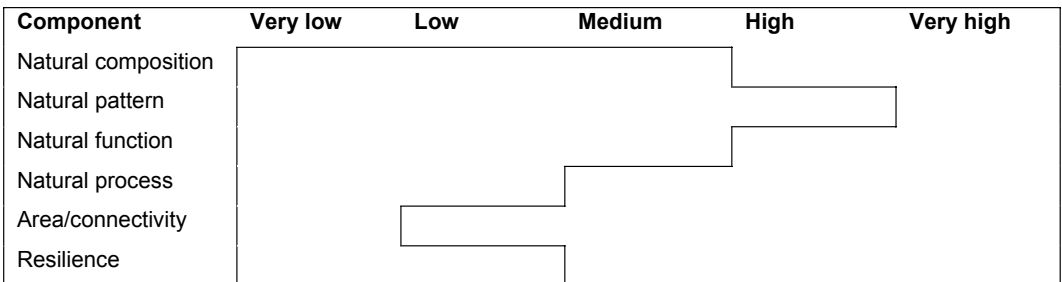 Component Very low Low Medium High Very high
Natural composition
Natural pattern
Natural function
Natural process
Area/connectivity
Resilience